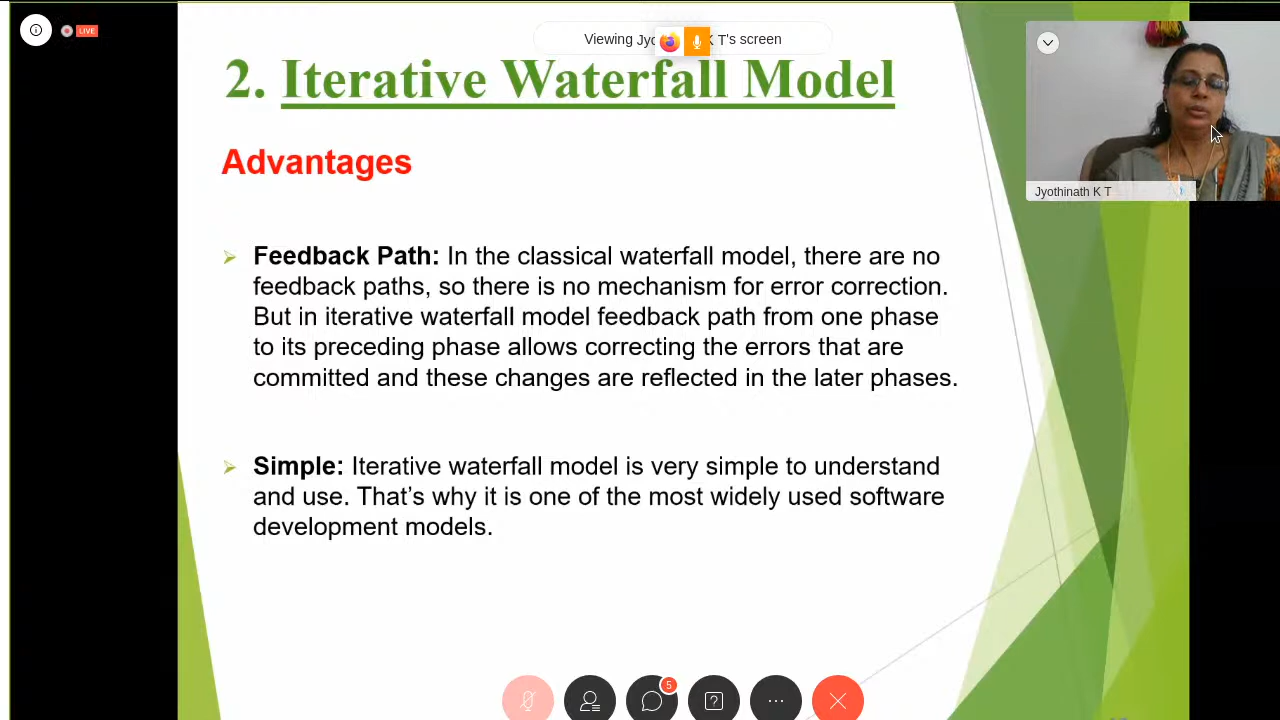 LIVE
Viewing Jyo K T's screen
2. Iterative Waterfall Model
Advantages
Feedback Path: In the classical waterfall model, there are no
feedback paths, so there is no mechanism for error correction.
But in iterative waterfall model feedback path from one phase
to its preceding phase allows correcting the errors that are
committed and these changes are reflected in the later phases.
Simple: Iterative waterfall model is very simple to understand
and use. That’s why it is one of the most widely used software
development models.
Jyothinath K T
5